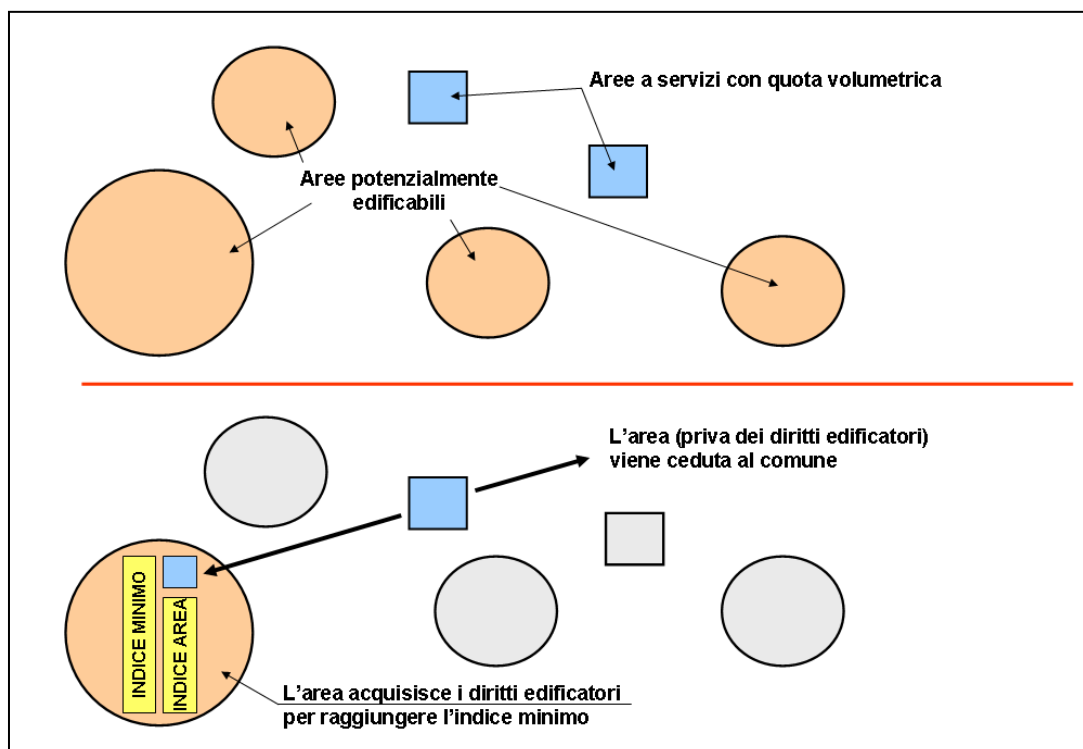 Aree a servizi con quota volumetrica
Aree potenzialmente
edificabili
L'area (priva dei diritti edificatori)
viene ceduta al comune
INDICE MINIMO
INDICE AREA
L'area acquisisce i diritti edificatori
per raggiungere l'indice minimo